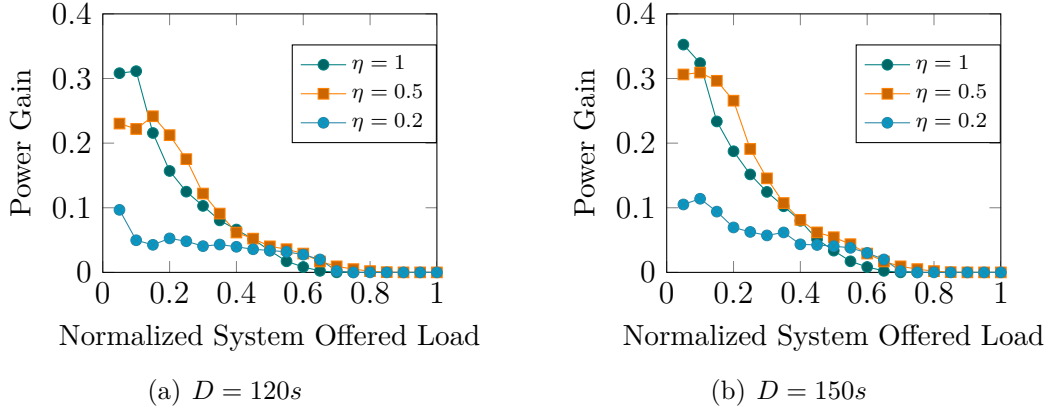 0.4
0.3
0.2
0.1
0
Power Gain
0 0.2 0.4 0.6 0.8 1
Normalized System Offered Load
η = 1
η = 0.5
η = 0.2
(a) D = 120s
0.4
0.3
0.2
0.1
0
Power Gain
0 0.2 0.4 0.6 0.8 1
Normalized System Offered Load
η = 1
η = 0.5
η = 0.2
(b) D = 150s